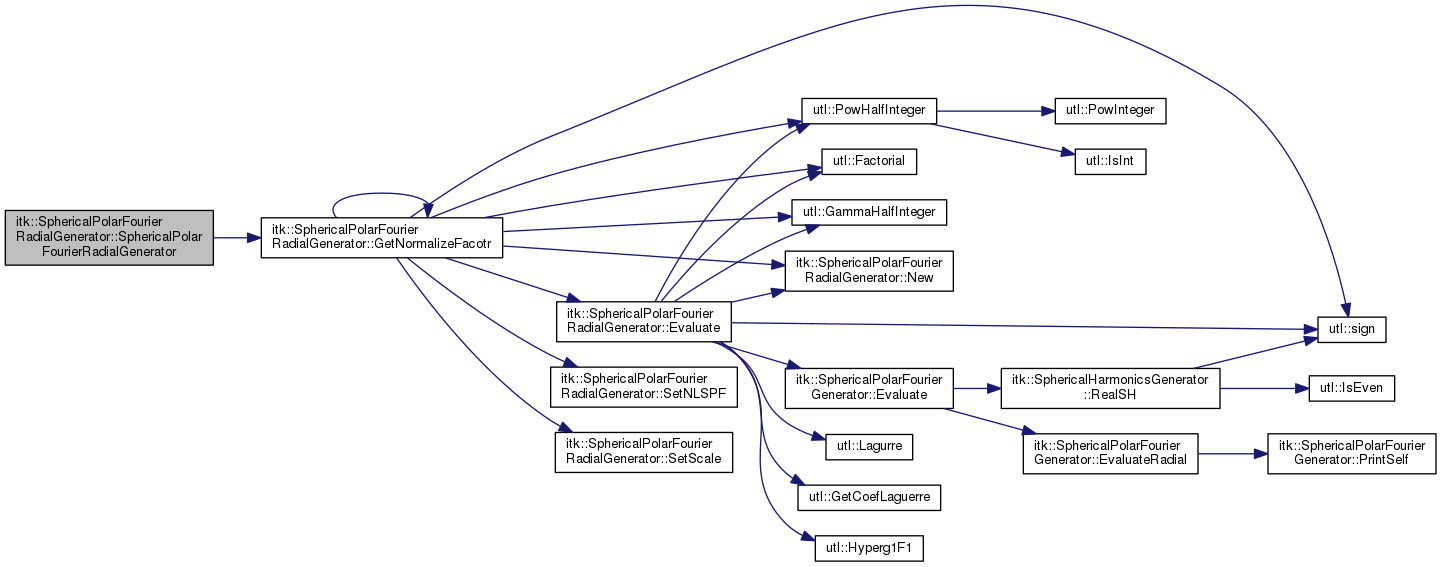 itk::SphericalPolarFourier
RadialGenerator::SphericalPolar
FourierRadialGenerator
itk::SphericalPolarFourier
RadialGenerator::GetNormalizeFacotr
utl::PowHalfInteger
utl::PowInteger
utl::IsInt
utl::Factorial
utl::GammaHalfInteger
itk::SphericalPolarFourier
RadialGenerator::New
itk::SphericalPolarFourier
RadialGenerator::Evaluate
utl::sign
itk::SphericalPolarFourier
RadialGenerator::SetNLSPF
itk::SphericalPolarFourier
Generator::Evaluate
itk::SphericalHarmonicsGenerator
::RealSH
utl::IsEven
itk::SphericalPolarFourier
RadialGenerator::SetScale
utl::Lagurre
itk::SphericalPolarFourier
Generator::EvaluateRadial
itk::SphericalPolarFourier
Generator::PrintSelf
utl::GetCoefLaguerre
utl::Hyperg1F1